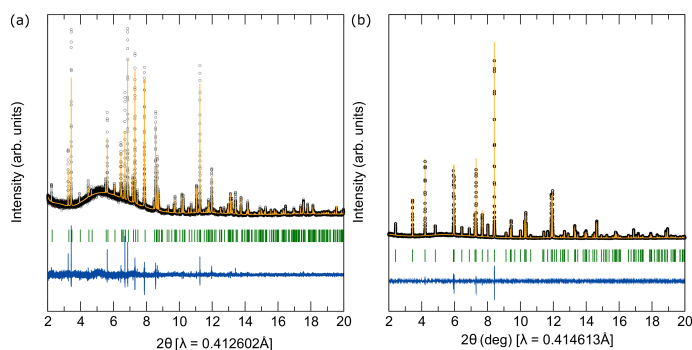 (a)
Intensity (arb. units)
2 4 6 8 10 12 14 16 18 20
2θ [λ = 0.412602Å]
(b)
Intensity (arb. units)
2 4 6 8 10 12 14 16 18 20
2θ (deg) [λ = 0.414613Å]